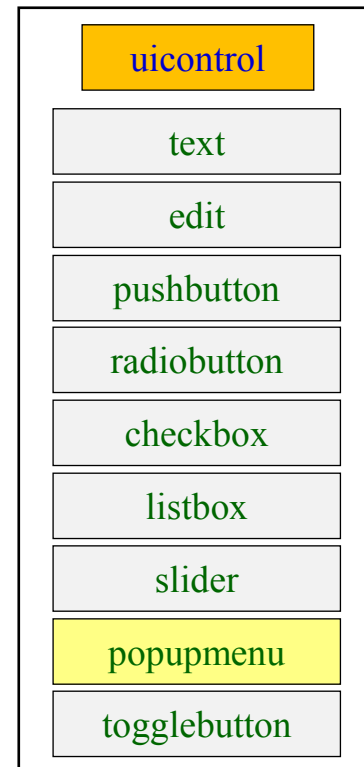 uicontrol
text
edit
pushbutton
radiobutton
checkbox
listbox
slider
popupmenu
togglebutton